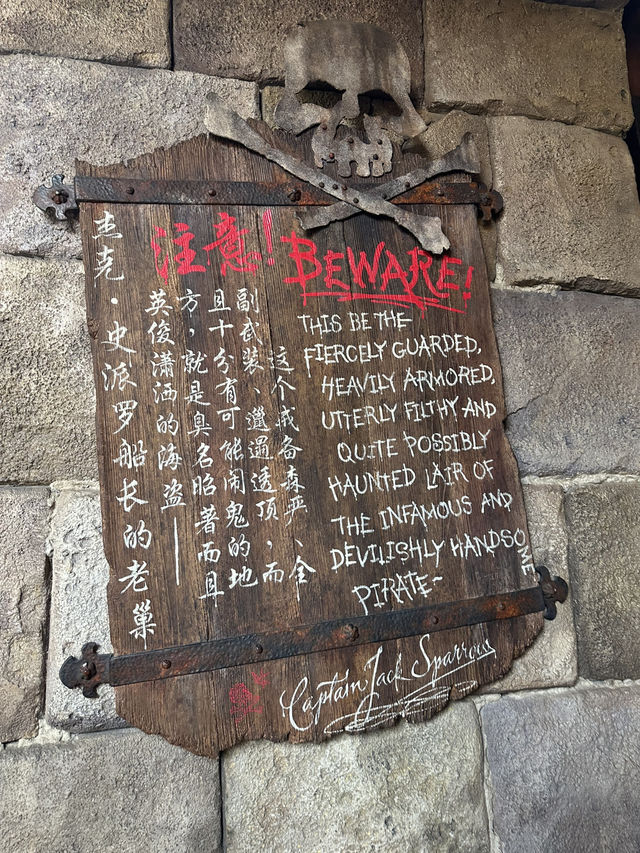 注意!
这个戒备森严、全
副武装、邋遢透顶，而
且十分有可能闹鬼的地
方，就是臭名昭著而且
英俊潇洒的海盗——
杰克·史派罗船长的老巢
BEWARE!
THIS BE THE
FIERCELY GUARDED,
HEAVILY ARMORED,
UTTERLY FILTHY AND
QUITE POSSIBLY
HAUNTED LAIR OF
THE INFAMOUS AND
DEVILISHLY HANDSOME
PIRATE~
Captain Jack Sparrow